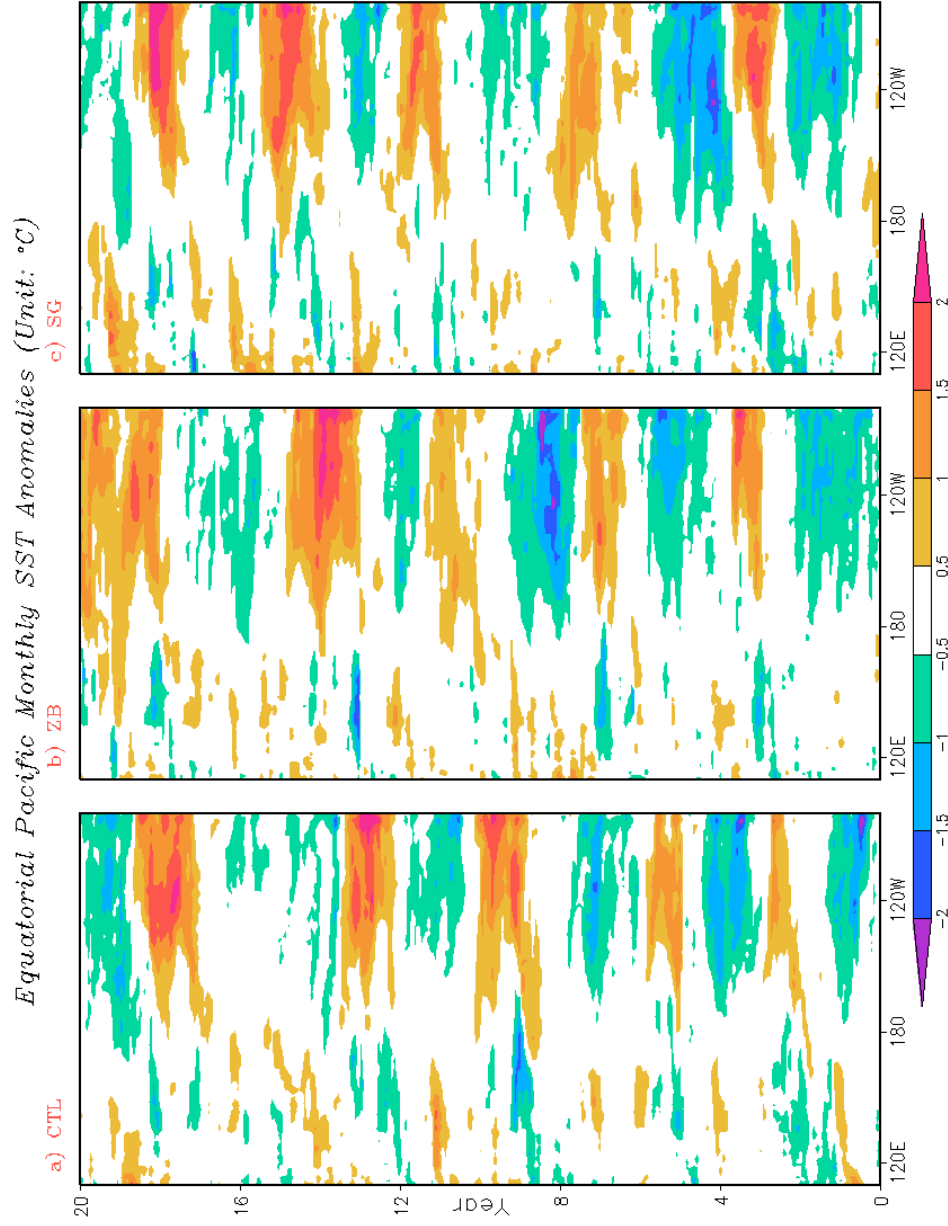 Equatorial Pacific Monthly SST Anomalies (Unit: °C)
a) CTL
b) ZB
c) SG
20
16
12
8
4
0
Year
120E
180
120W
120E
180
120W
120E
180
120W
-2
-1.5
-1
-0.5
0.5
1
1.5
2